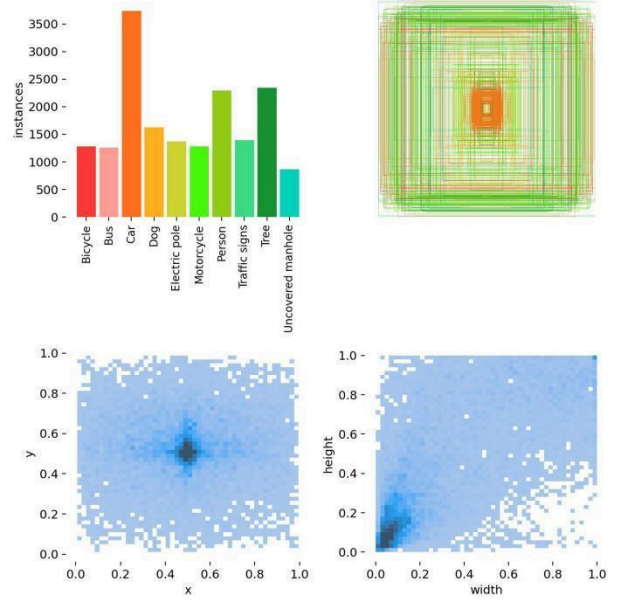 3500
3000
2500
2000
1500
1000
500
0
instances
Bicycle
Bus
Car
Dog
Electric pole
Motorcycle
Person
Traffic signs
Tree
Uncovered manhole
1.0
0.8
0.6
0.4
0.2
0.0
y
0.0 0.2 0.4 0.6 0.8 1.0
x
1.0
0.8
0.6
0.4
0.2
0.0
height
0.0 0.2 0.4 0.6 0.8 1.0
width